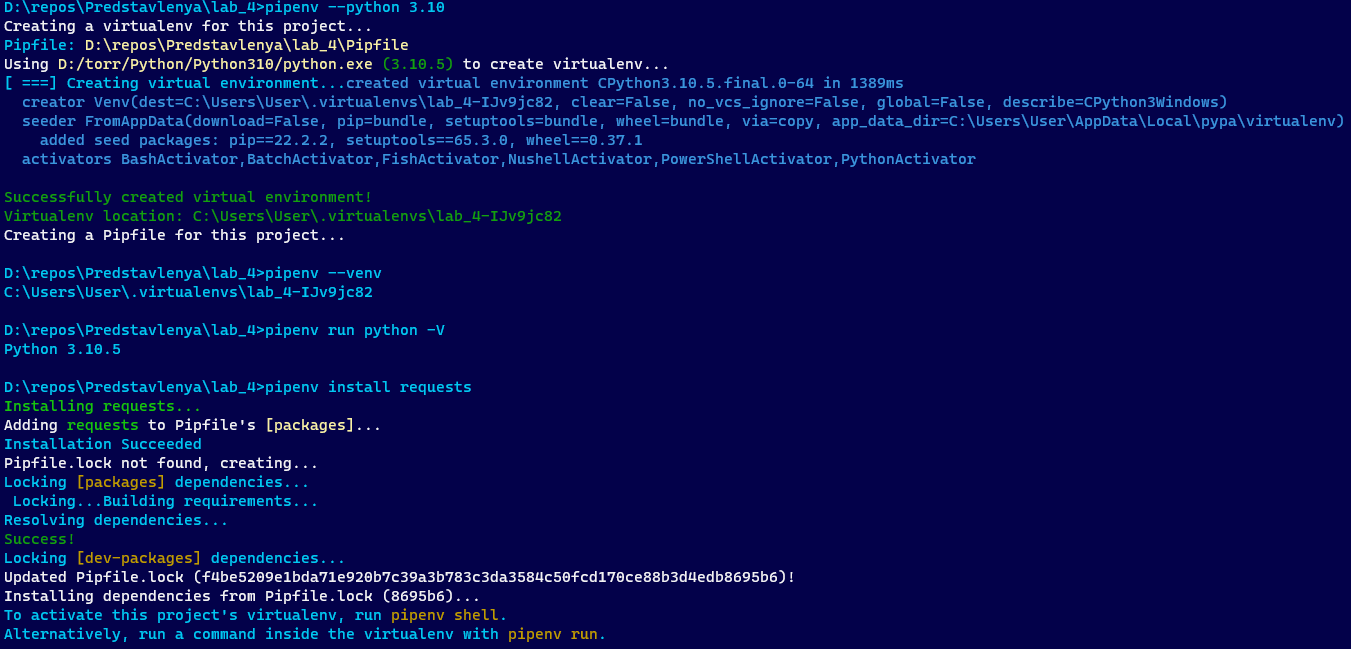 D:\repos\Predstavlenya\lab_4>pipenv --python 3.10
Creating a virtualenv for this project...
Pipfile: D:\repos\Predstavlenya\lab_4\Pipfile
Using D:/torr/Python/Python310/python.exe (3.10.5) to create virtualenv...
[ ===] Creating virtual environment...created virtual environment CPython3.10.5.final.0-64 in 1389ms
  creator Venv(dest=C:\Users\User\.virtualenvs\lab_4-IJv9jc82, clear=False, no_vcs_ignore=False, global=False, describe=CPython3Windows)
  seeder FromAppData(download=False, pip=bundle, setuptools=bundle, wheel=bundle, via=copy, app_data_dir=C:\Users\User\AppData\Local\pypa\virtualenv)
    added seed packages: pip==22.2.2, setuptools==65.3.0, wheel==0.37.1
  activators BashActivator,BatchActivator,FishActivator,NushellActivator,PowerShellActivator,PythonActivator

Successfully created virtual environment!
Virtualenv location: C:\Users\User\.virtualenvs\lab_4-IJv9jc82
Creating a Pipfile for this project...

D:\repos\Predstavlenya\lab_4>pipenv --venv
C:\Users\User\.virtualenvs\lab_4-IJv9jc82

D:\repos\Predstavlenya\lab_4>pipenv run python -V
Python 3.10.5

D:\repos\Predstavlenya\lab_4>pipenv install requests
Installing requests...
Adding requests to Pipfile's [packages]...
Installation Succeeded
Pipfile.lock not found, creating...
Locking [packages] dependencies...
 Locking...Building requirements...
Resolving dependencies...
Success!
Locking [dev-packages] dependencies...
Updated Pipfile.lock (f4be5209e1bda71e920b7c39a3b783c3da3584c50fcd170ce88b3d4edb8695b6)!
Installing dependencies from Pipfile.lock (8695b6)...
To activate this project's virtualenv, run pipenv shell.
Alternatively, run a command inside the virtualenv with pipenv run.